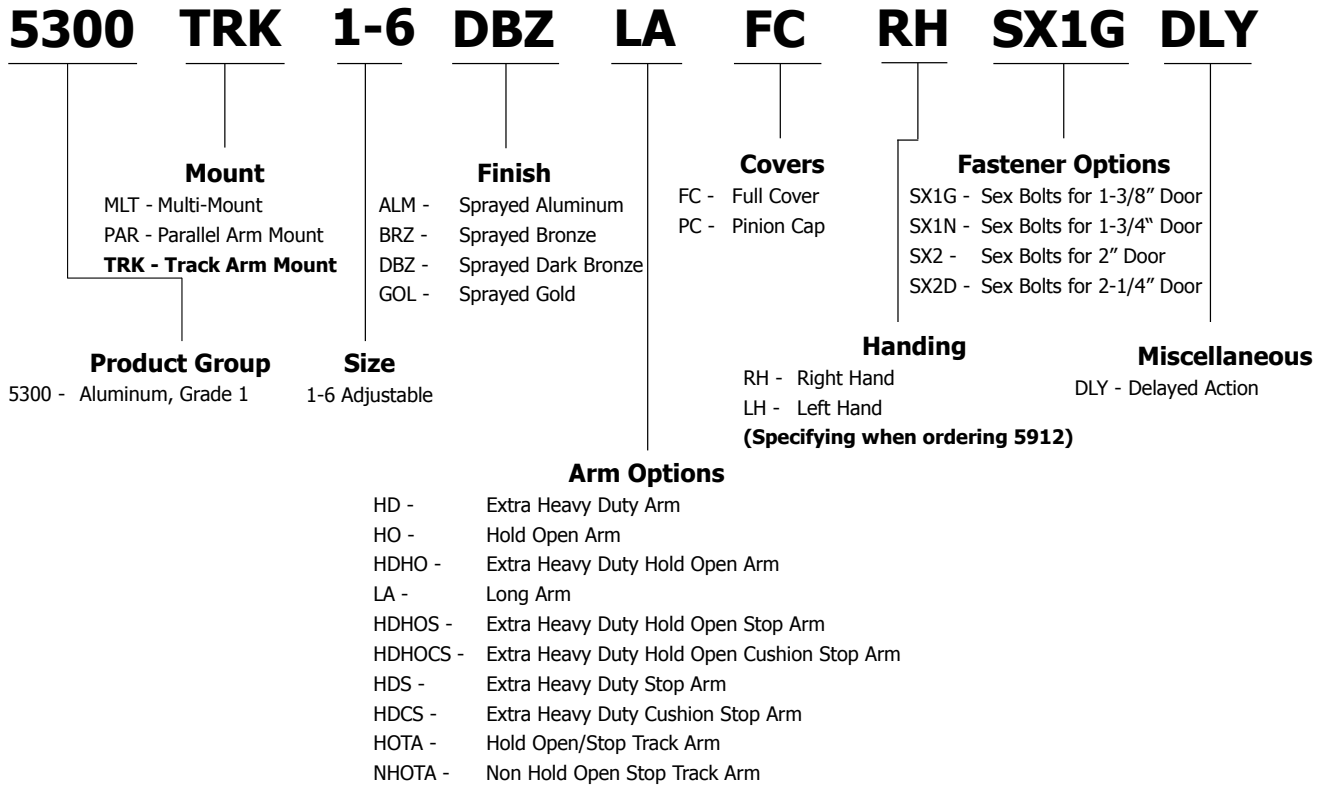 5300 TRK 1-6 DBZ LA FC RH SX1G DLY
Mount
MLT - Multi-Mount
PAR - Parallel Arm Mount
TRK - Track Arm Mount
Finish
ALM - Sprayed Aluminum
BRZ - Sprayed Bronze
DBZ - Sprayed Dark Bronze
GOL - Sprayed Gold
Covers
FC - Full Cover
PC - Pinion Cap
Fastener Options
SX1G - Sex Bolts for 1-3/8” Door
SX1N - Sex Bolts for 1-3/4“ Door
SX2 - Sex Bolts for 2” Door
SX2D - Sex Bolts for 2-1/4” Door
Product Group
5300 - Aluminum, Grade 1
Size
1-6 Adjustable
Handing
RH - Right Hand
LH - Left Hand
(Specifying when ordering 5912)
Miscellaneous
DLY - Delayed Action
Arm Options
HD - Extra Heavy Duty Arm
HO - Hold Open Arm
HDHO - Extra Heavy Duty Hold Open Arm
LA - Long Arm
HDHOS - Extra Heavy Duty Hold Open Stop Arm
HDHOCS - Extra Heavy Duty Hold Open Cushion Stop Arm
HDS - Extra Heavy Duty Stop Arm
HDCS - Extra Heavy Duty Cushion Stop Arm
HOTA - Hold Open/Stop Track Arm
NHOTA - Non Hold Open Stop Track Arm